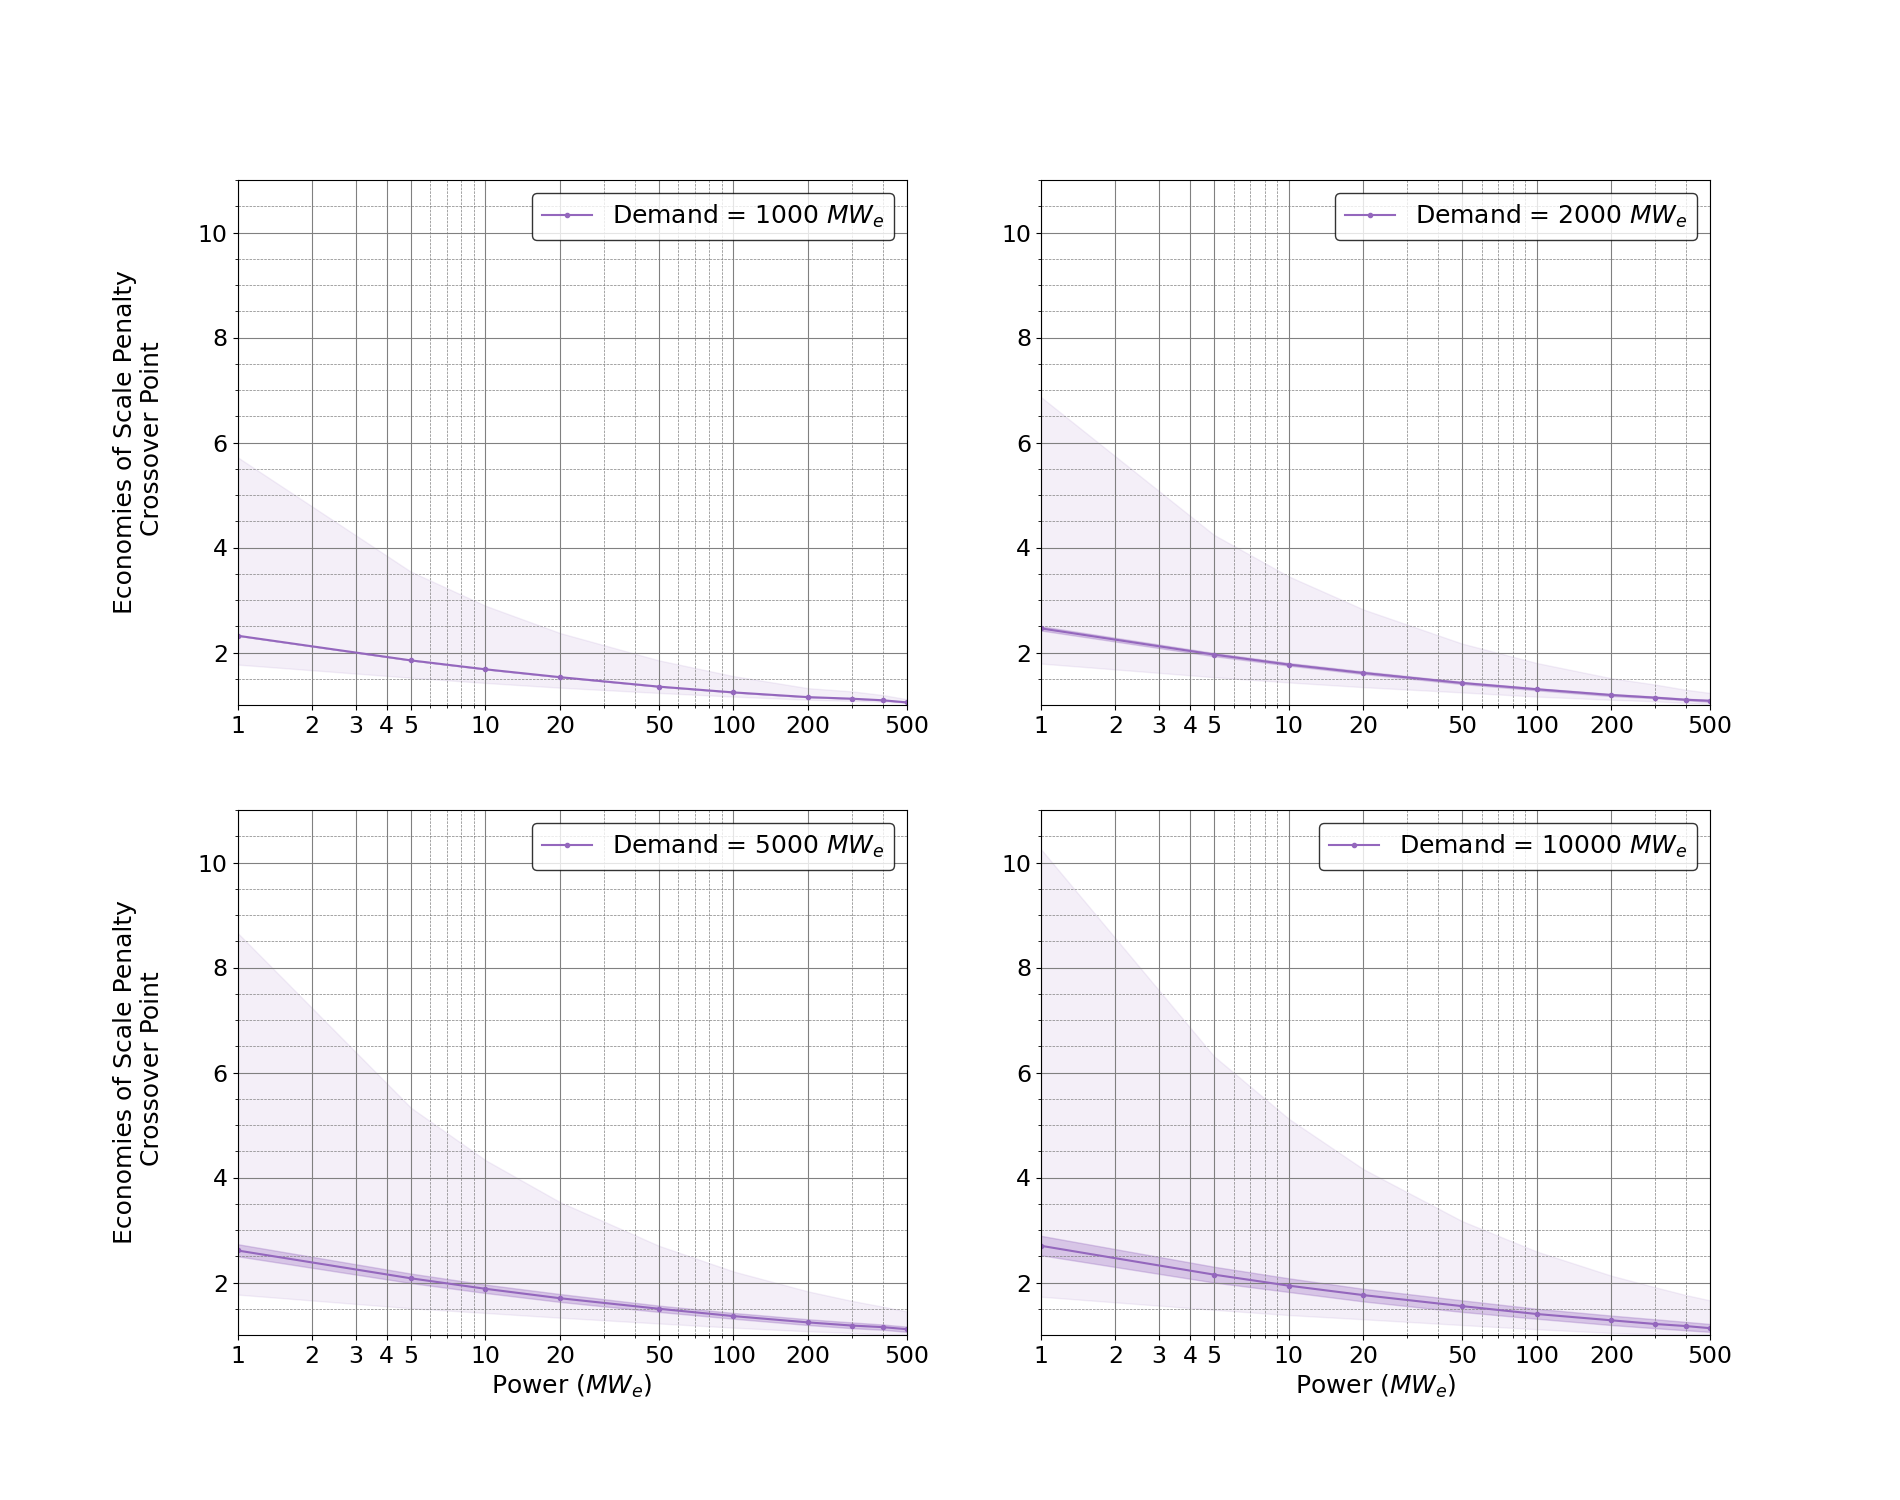 Demand = 1000 MWe
Demand = 2000 MWe
Economies of Scale Penalty
Crossover Point
10
8
6
4
2
1 2 3 4 5 10 20 50 100 200 500
10
8
6
4
2
1 2 3 4 5 10 20 50 100 200 500
Demand = 5000 MWe
Demand = 10000 MWe
Economies of Scale Penalty
Crossover Point
10
8
6
4
2
1 2 3 4 5 10 20 50 100 200 500
Power (MWe)
10
8
6
4
2
1 2 3 4 5 10 20 50 100 200 500
Power (MWe)